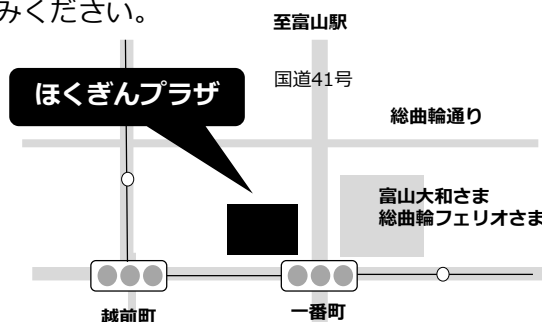 みください。
至富山駅
国道41号
ほくぎんプラザ
総曲輪通り
富山大和さま
総曲輪フェリオさま
越前町
一番町